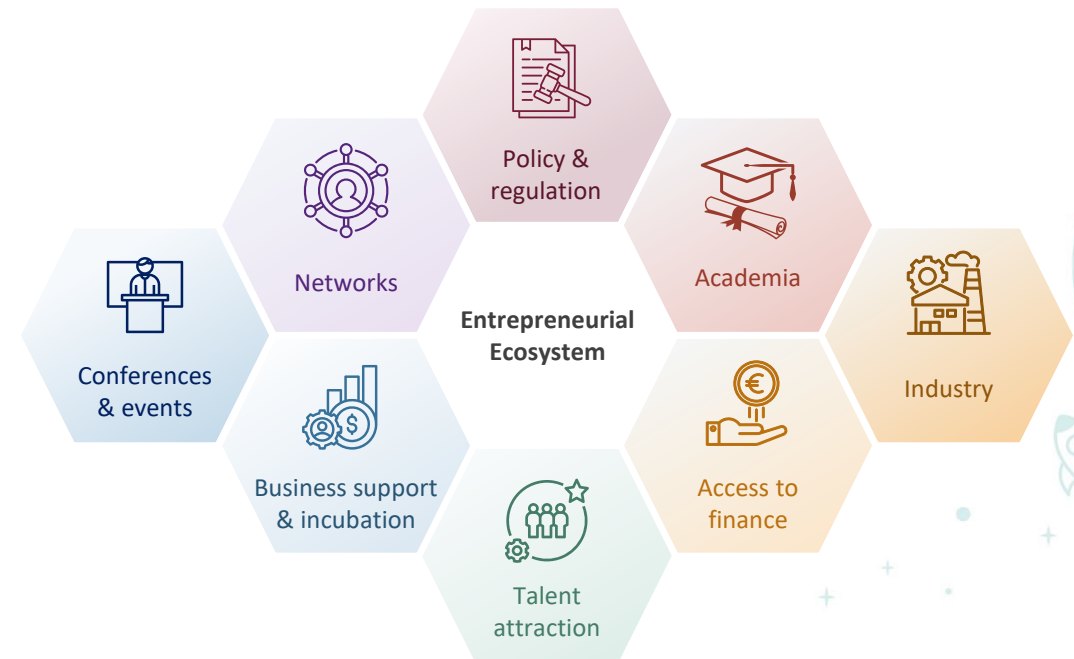 Policy &
regulation
Networks
Academia
Entrepreneurial
Ecosystem
Conferences
& events
Industry
$
€
Business support
& incubation
Access to
finance
Talent
attraction